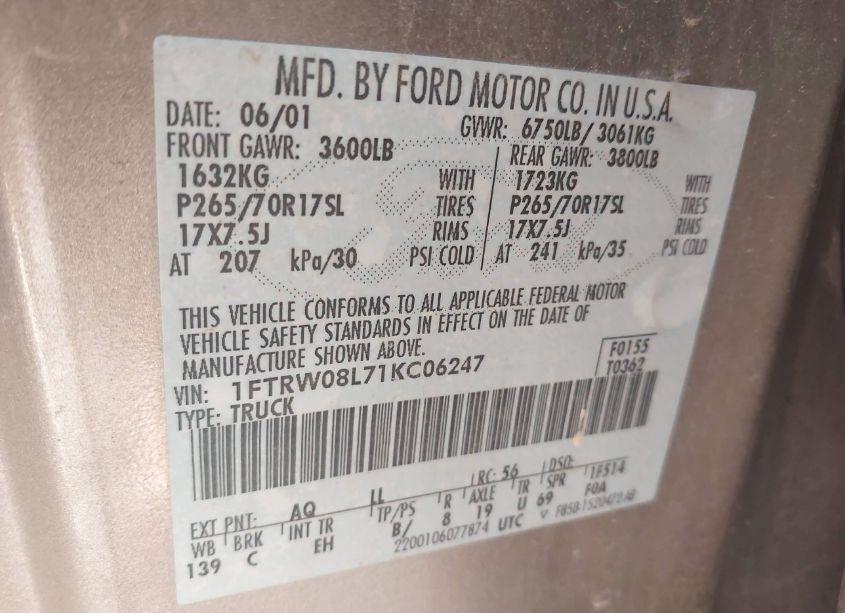 MFD. BY FORD MOTOR CO. IN U.S.A.
DATE: 06/01 GVWR: 6750LB/ 3061KG
FRONT GAWR: 3600LB REAR GAWR: 3800LB
1632KG WITH 1723KG WITH
P265/70R17SL TIRES P265/70R17SL TIRES
17X7.5J RIMS 17X7.5J RIMS
AT 207 kPa/30 PSI COLD AT 241 kPa/35 PSI COLD
THIS VEHICLE CONFORMS TO ALL APPLICABLE FEDERAL MOTOR
VEHICLE SAFETY STANDARDS IN EFFECT ON THE DATE OF
MANUFACTURE SHOWN ABOVE.
F0155
VIN: 1FTRW08L71KC06247 T0362
TYPE: TRUCK
EXT PNT: AQ LL RC: 56 DSO: 1F514
WB BRK INT TR TP/PS R AXLE TR SPR F0A
139 C EH B/ 8 19 U 69
2200106077874 UTC